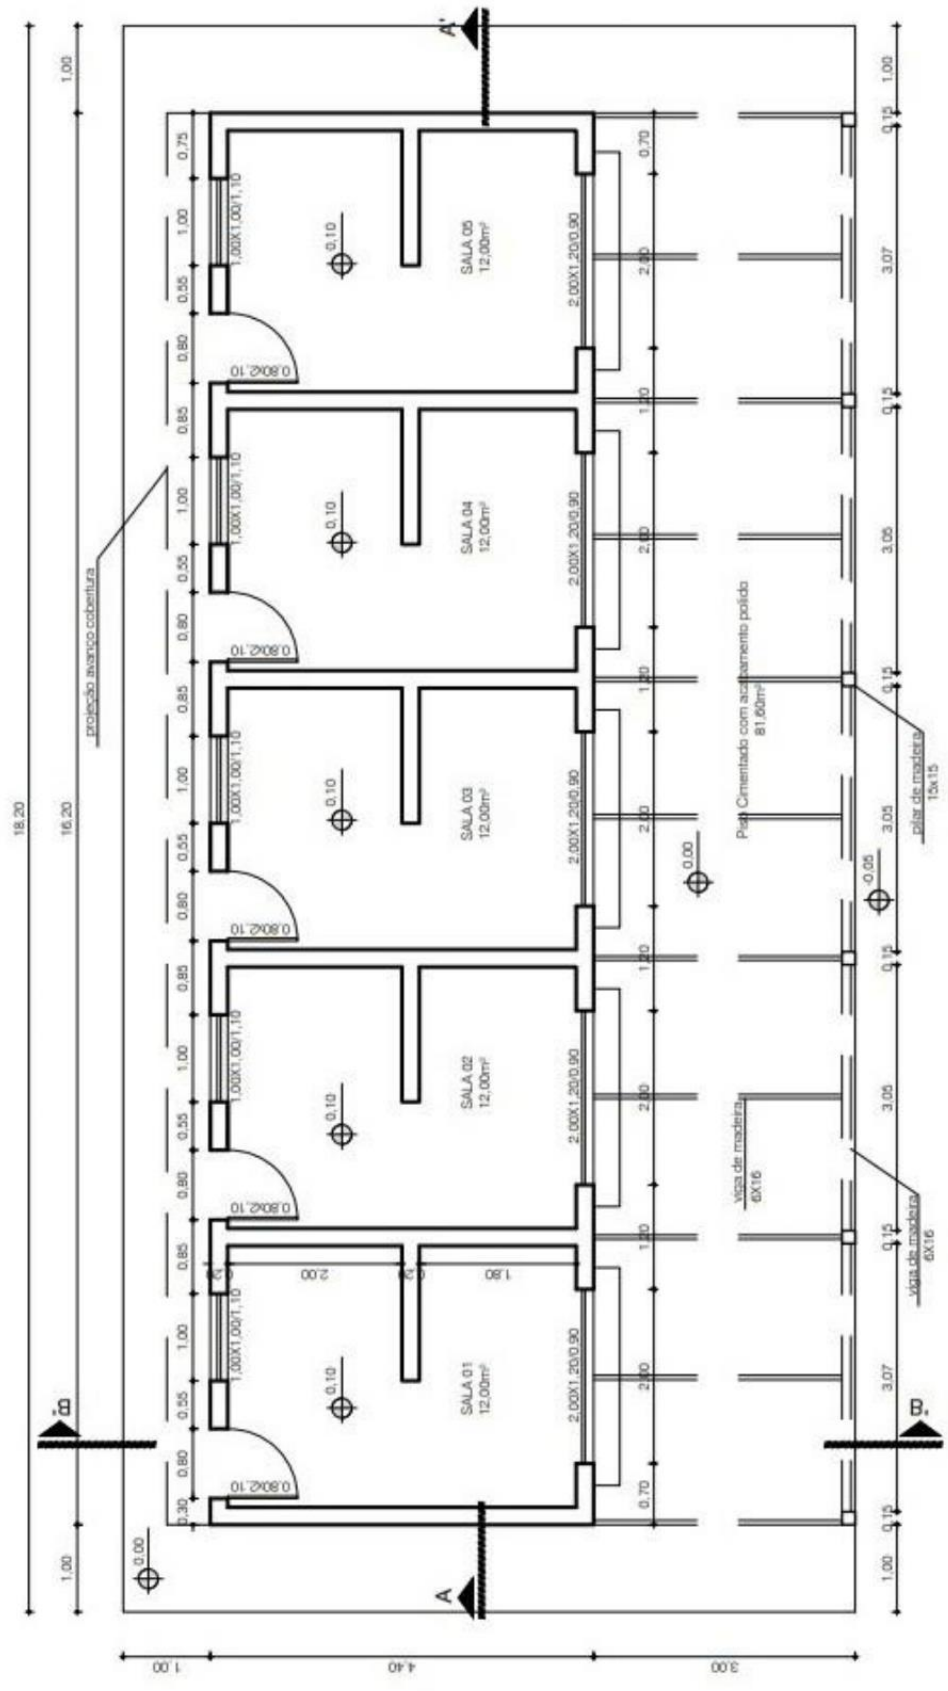 18,20
1,00 16,20 1,00
B'
projeção avanço cobertura
0.00
0,30 0,80 0,55 1,00 0,85 0,80 0,55 1,00 0,85 0,80 0,55 1,00 0,85 0,80 0,55 1,00 0,85 0,80 0,55 1,00 0,75
1,00
0,80x2,10 1,00X1,00/1,10 0,80x2,10 1,00X1,00/1,10 0,80x2,10 1,00X1,00/1,10 0,80x2,10 1,00X1,00/1,10 0,80x2,10 1,00X1,00/1,10
0,10 0,10 0,10 0,10 0,10
2,00
1,80
4,40
A A'
SALA 01
12,00m²
SALA 02
12,00m²
SALA 03
12,00m²
SALA 04
12,00m²
SALA 05
12,00m²
2,00X1,20/0,90 2,00X1,20/0,90 2,00X1,20/0,90 2,00X1,20/0,90 2,00X1,20/0,90
0,70 2,00 1,20 2,00 1,20 2,00 1,20 2,00 1,20 2,00 0,70
0.00
3,00
viga de madeira
6X16
Piso Cimentado com acabamento polido
81,60m²
-0,05
1,00 0,15 3,07 0,15 3,05 0,15 3,05 0,15 3,05 0,15 3,07 0,15 1,00
B'
viga de madeira
6X16
pilar de madeira
15x15